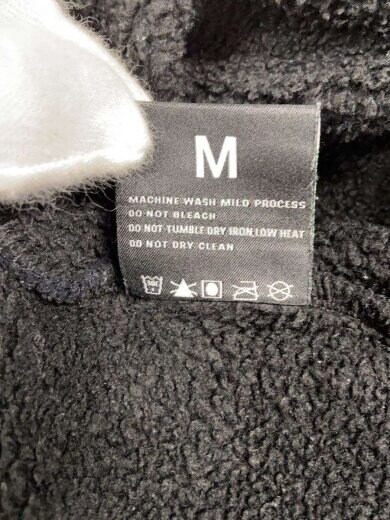 M
MACHINE WASH MILD PROCESS
DO NOT BLEACH
DO NOT TUMBLE DRY IRON,LOW HEAT
DO NOT DRY CLEAN